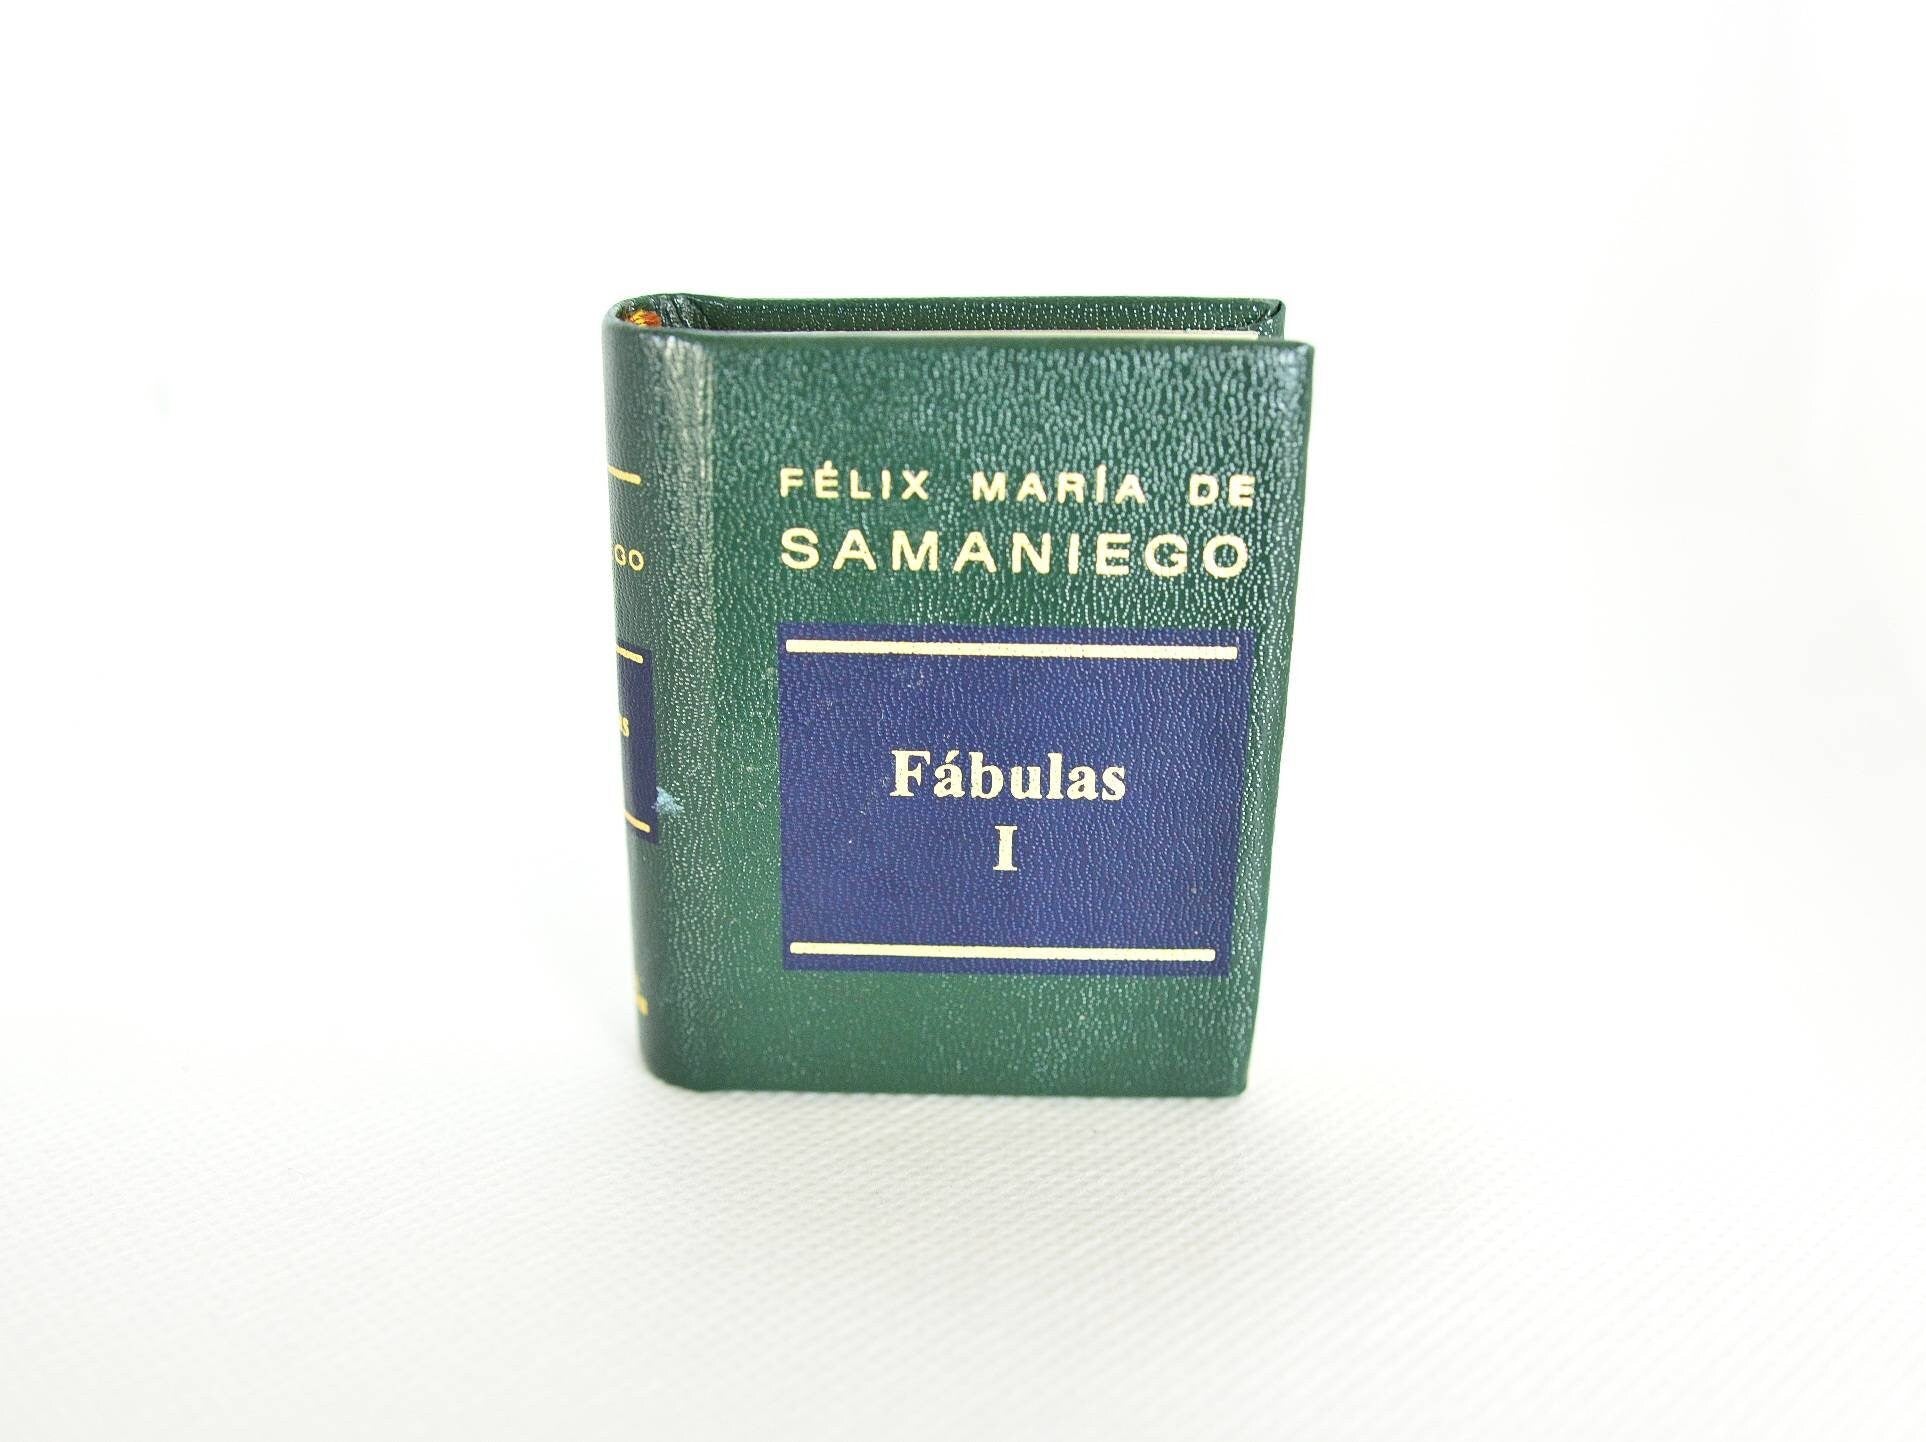 FÉLIX MARÍA DE
SAMANIEGO
Fábulas
I